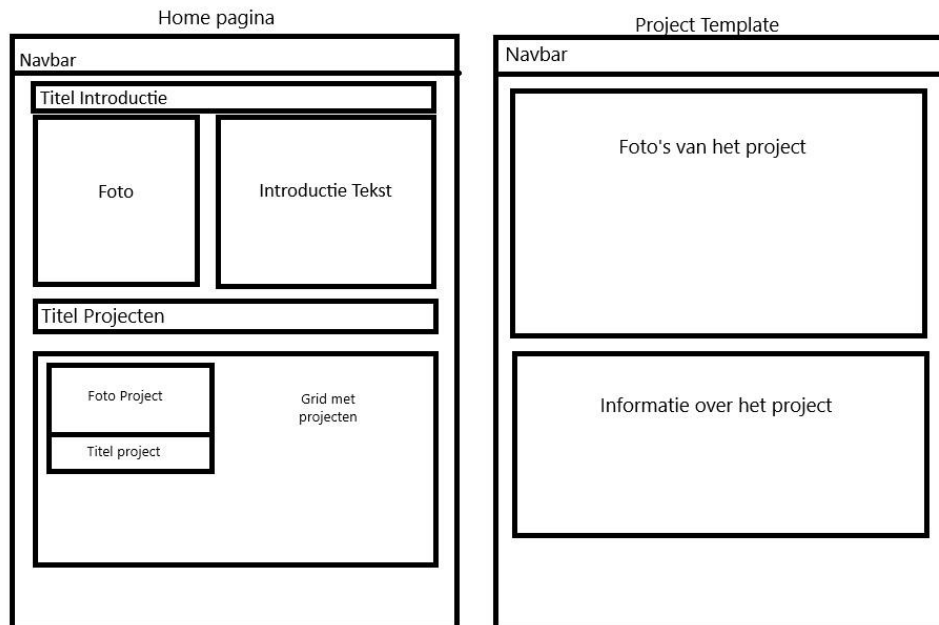 Home pagina
Navbar
Titel Introductie
Foto
Introductie Tekst
Titel Projecten
Foto Project
Titel project
Grid met
projecten
Project Template
Navbar
Foto's van het project
Informatie over het project